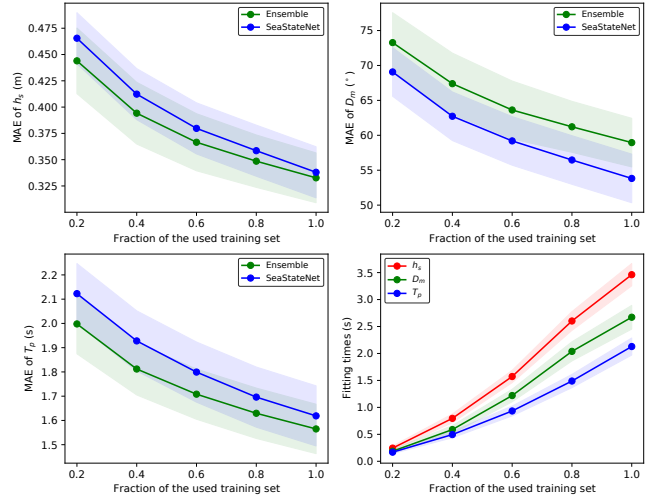 Ensemble
SeaStateNet
MAE of h_s (m)
0.475
0.450
0.425
0.400
0.375
0.350
0.325
0.2 0.4 0.6 0.8 1.0
Fraction of the used training set
Ensemble
SeaStateNet
MAE of D_m (°)
75
70
65
60
55
50
0.2 0.4 0.6 0.8 1.0
Fraction of the used training set
Ensemble
SeaStateNet
MAE of T_p (s)
2.2
2.1
2.0
1.9
1.8
1.7
1.6
1.5
0.2 0.4 0.6 0.8 1.0
Fraction of the used training set
h_s
D_m
T_p
Fitting times (s)
3.5
3.0
2.5
2.0
1.5
1.0
0.5
0.0
0.2 0.4 0.6 0.8 1.0
Fraction of the used training set